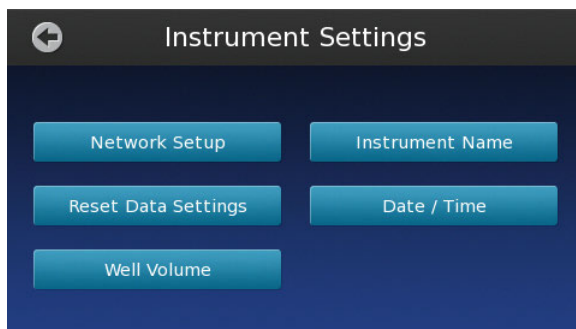 Instrument Settings
Network Setup
Instrument Name
Reset Data Settings
Date / Time
Well Volume